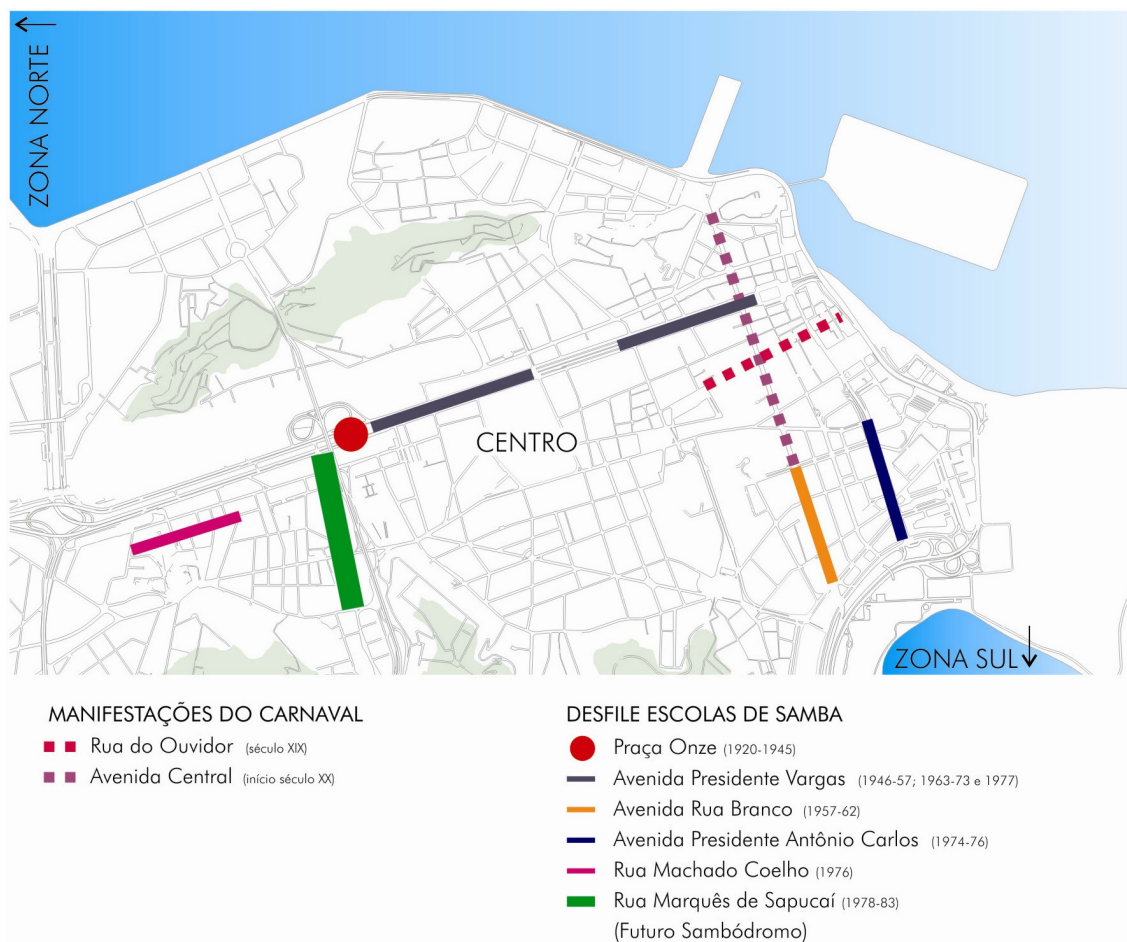 ZONA NORTE
CENTRO
ZONA SUL
MANIFESTAÇÕES DO CARNAVAL
Rua do Ouvidor (século XIX)
Avenida Central (início século XX)
DESFILE ESCOLAS DE SAMBA
Praça Onze (1920-1945)
Avenida Presidente Vargas (1946-57; 1963-73 e 1977)
Avenida Rua Branco (1957-62)
Avenida Presidente Antônio Carlos (1974-76)
Rua Machado Coelho (1976)
Rua Marquês de Sapucaí (1978-83)
(Futuro Sambódromo)